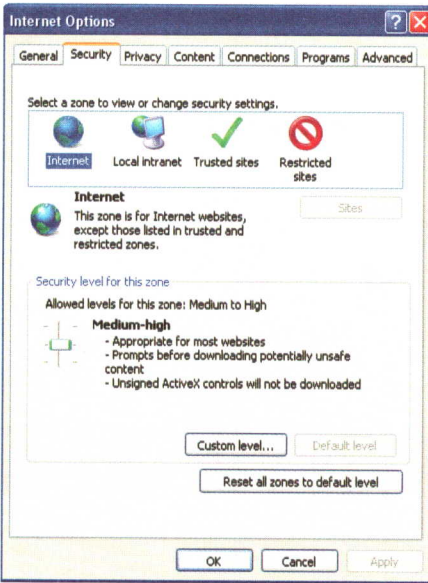 Internet Options
General Security Privacy Content Connections Programs Advanced
Select a zone to view or change security settings.
Internet Local intranet Trusted sites Restricted
sites
Internet
Sites
This zone is for Internet websites,
except those listed in trusted and
restricted zones.
Security level for this zone
Allowed levels for this zone: Medium to High
Medium-high
- Appropriate for most websites
- Prompts before downloading potentially unsafe
content
- Unsigned ActiveX controls will not be downloaded
Custom level... Default level
Reset all zones to default level
OK Cancel Apply